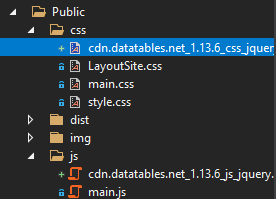 Public
css
cdn.datatables.net_1.13.6_css_jquery
LayoutSite.css
main.css
style.css
dist
img
js
cdn.datatables.net_1.13.6_js_jquery.
main.js